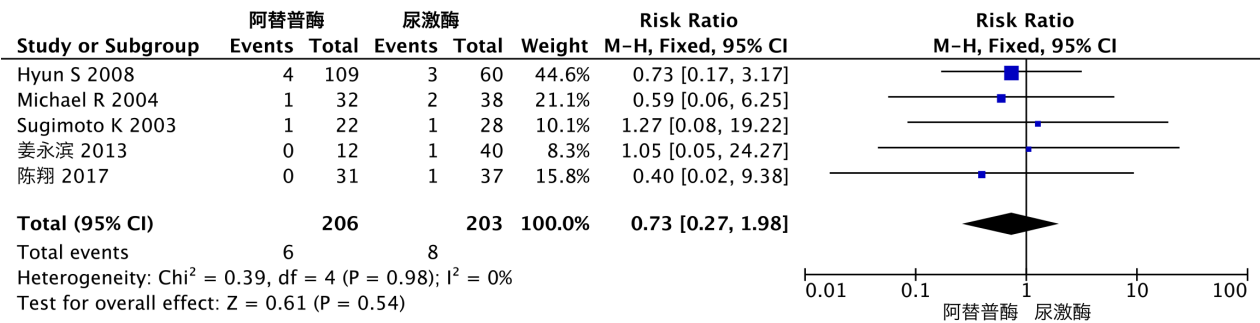 阿替普酶 尿激酶 Risk Ratio Risk Ratio
Study or Subgroup Events Total Events Total Weight M-H, Fixed, 95% CI M-H, Fixed, 95% CI
Hyun S 2008 4 109 3 60 44.6% 0.73 [0.17, 3.17]
Michael R 2004 1 32 2 38 21.1% 0.59 [0.06, 6.25]
Sugimoto K 2003 1 22 1 28 10.1% 1.27 [0.08, 19.22]
姜永滨 2013 0 12 1 40 8.3% 1.05 [0.05, 24.27]
陈翔 2017 0 31 1 37 15.8% 0.40 [0.02, 9.38]
Total (95% CI) 206 203 100.0% 0.73 [0.27, 1.98]
Total events 6 8
Heterogeneity: Chi² = 0.39, df = 4 (P = 0.98); I² = 0%
Test for overall effect: Z = 0.61 (P = 0.54)
0.01 0.1 1 10 100
阿替普酶 尿激酶